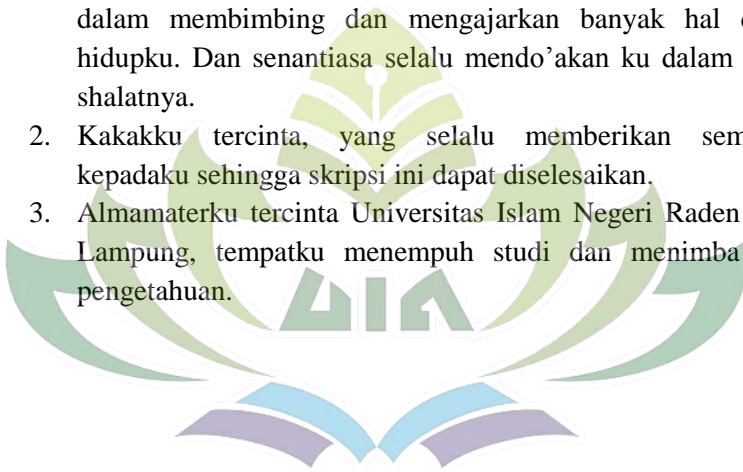 dalam membimbing dan mengajarkan banyak hal
hidupku. Dan senantiasa selalu mendo’akan ku dalam
shalatnya.
2. Kakakku tercinta, yang selalu memberikan
kepadaku sehingga skripsi ini dapat diselesaikan.
3. Almamaterku tercinta Universitas Islam Negeri Raden
Lampung, tempatku menempuh studi dan menimba
pengetahuan.
UIN